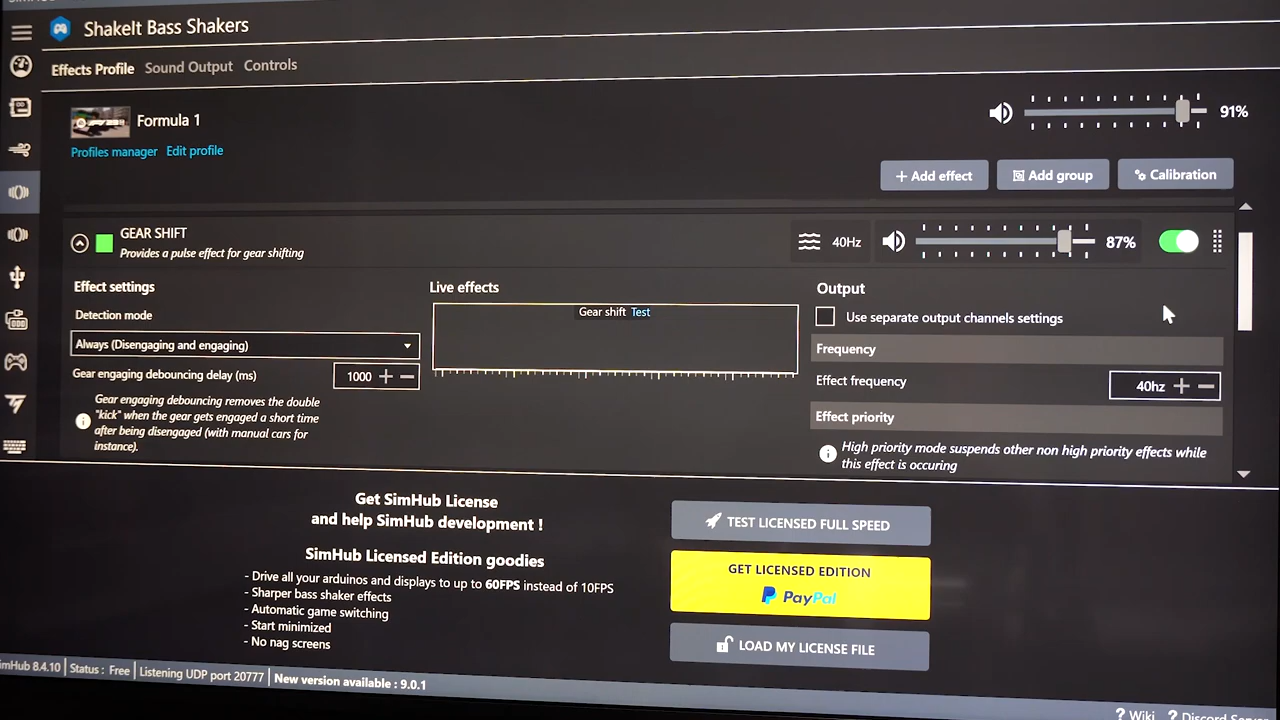 ShakeIt Bass Shakers
Effects Profile Sound Output Controls
Formula 1
91%
Profiles manager Edit profile
+ Add effect Add group Calibration
GEAR SHIFT
Provides a pulse effect for gear shifting
40Hz 87%
Effect settings
Live effects
Output
Detection mode
Gear shift Test
Use separate output channels settings
Always (Disengaging and engaging)
Frequency
Gear engaging debouncing delay (ms) 1000 + −
Effect frequency 40hz + −
Gear engaging debouncing removes the double
"kick" when the gear gets engaged a short time
after being disengaged (with manual cars for
instance).
Effect priority
High priority mode suspends other non high priority effects while
this effect is occuring
Get SimHub License
and help SimHub development !
SimHub Licensed Edition goodies
- Drive all your arduinos and displays to up to 60FPS instead of 10FPS
- Sharper bass shaker effects
- Automatic game switching
- Start minimized
- No nag screens
TEST LICENSED FULL SPEED
GET LICENSED EDITION
PayPal
LOAD MY LICENSE FILE
imHub 8.4.10 | Status : Free | Listening UDP port 20777 | New version available : 9.0.1
? Wiki ? Discord Serve